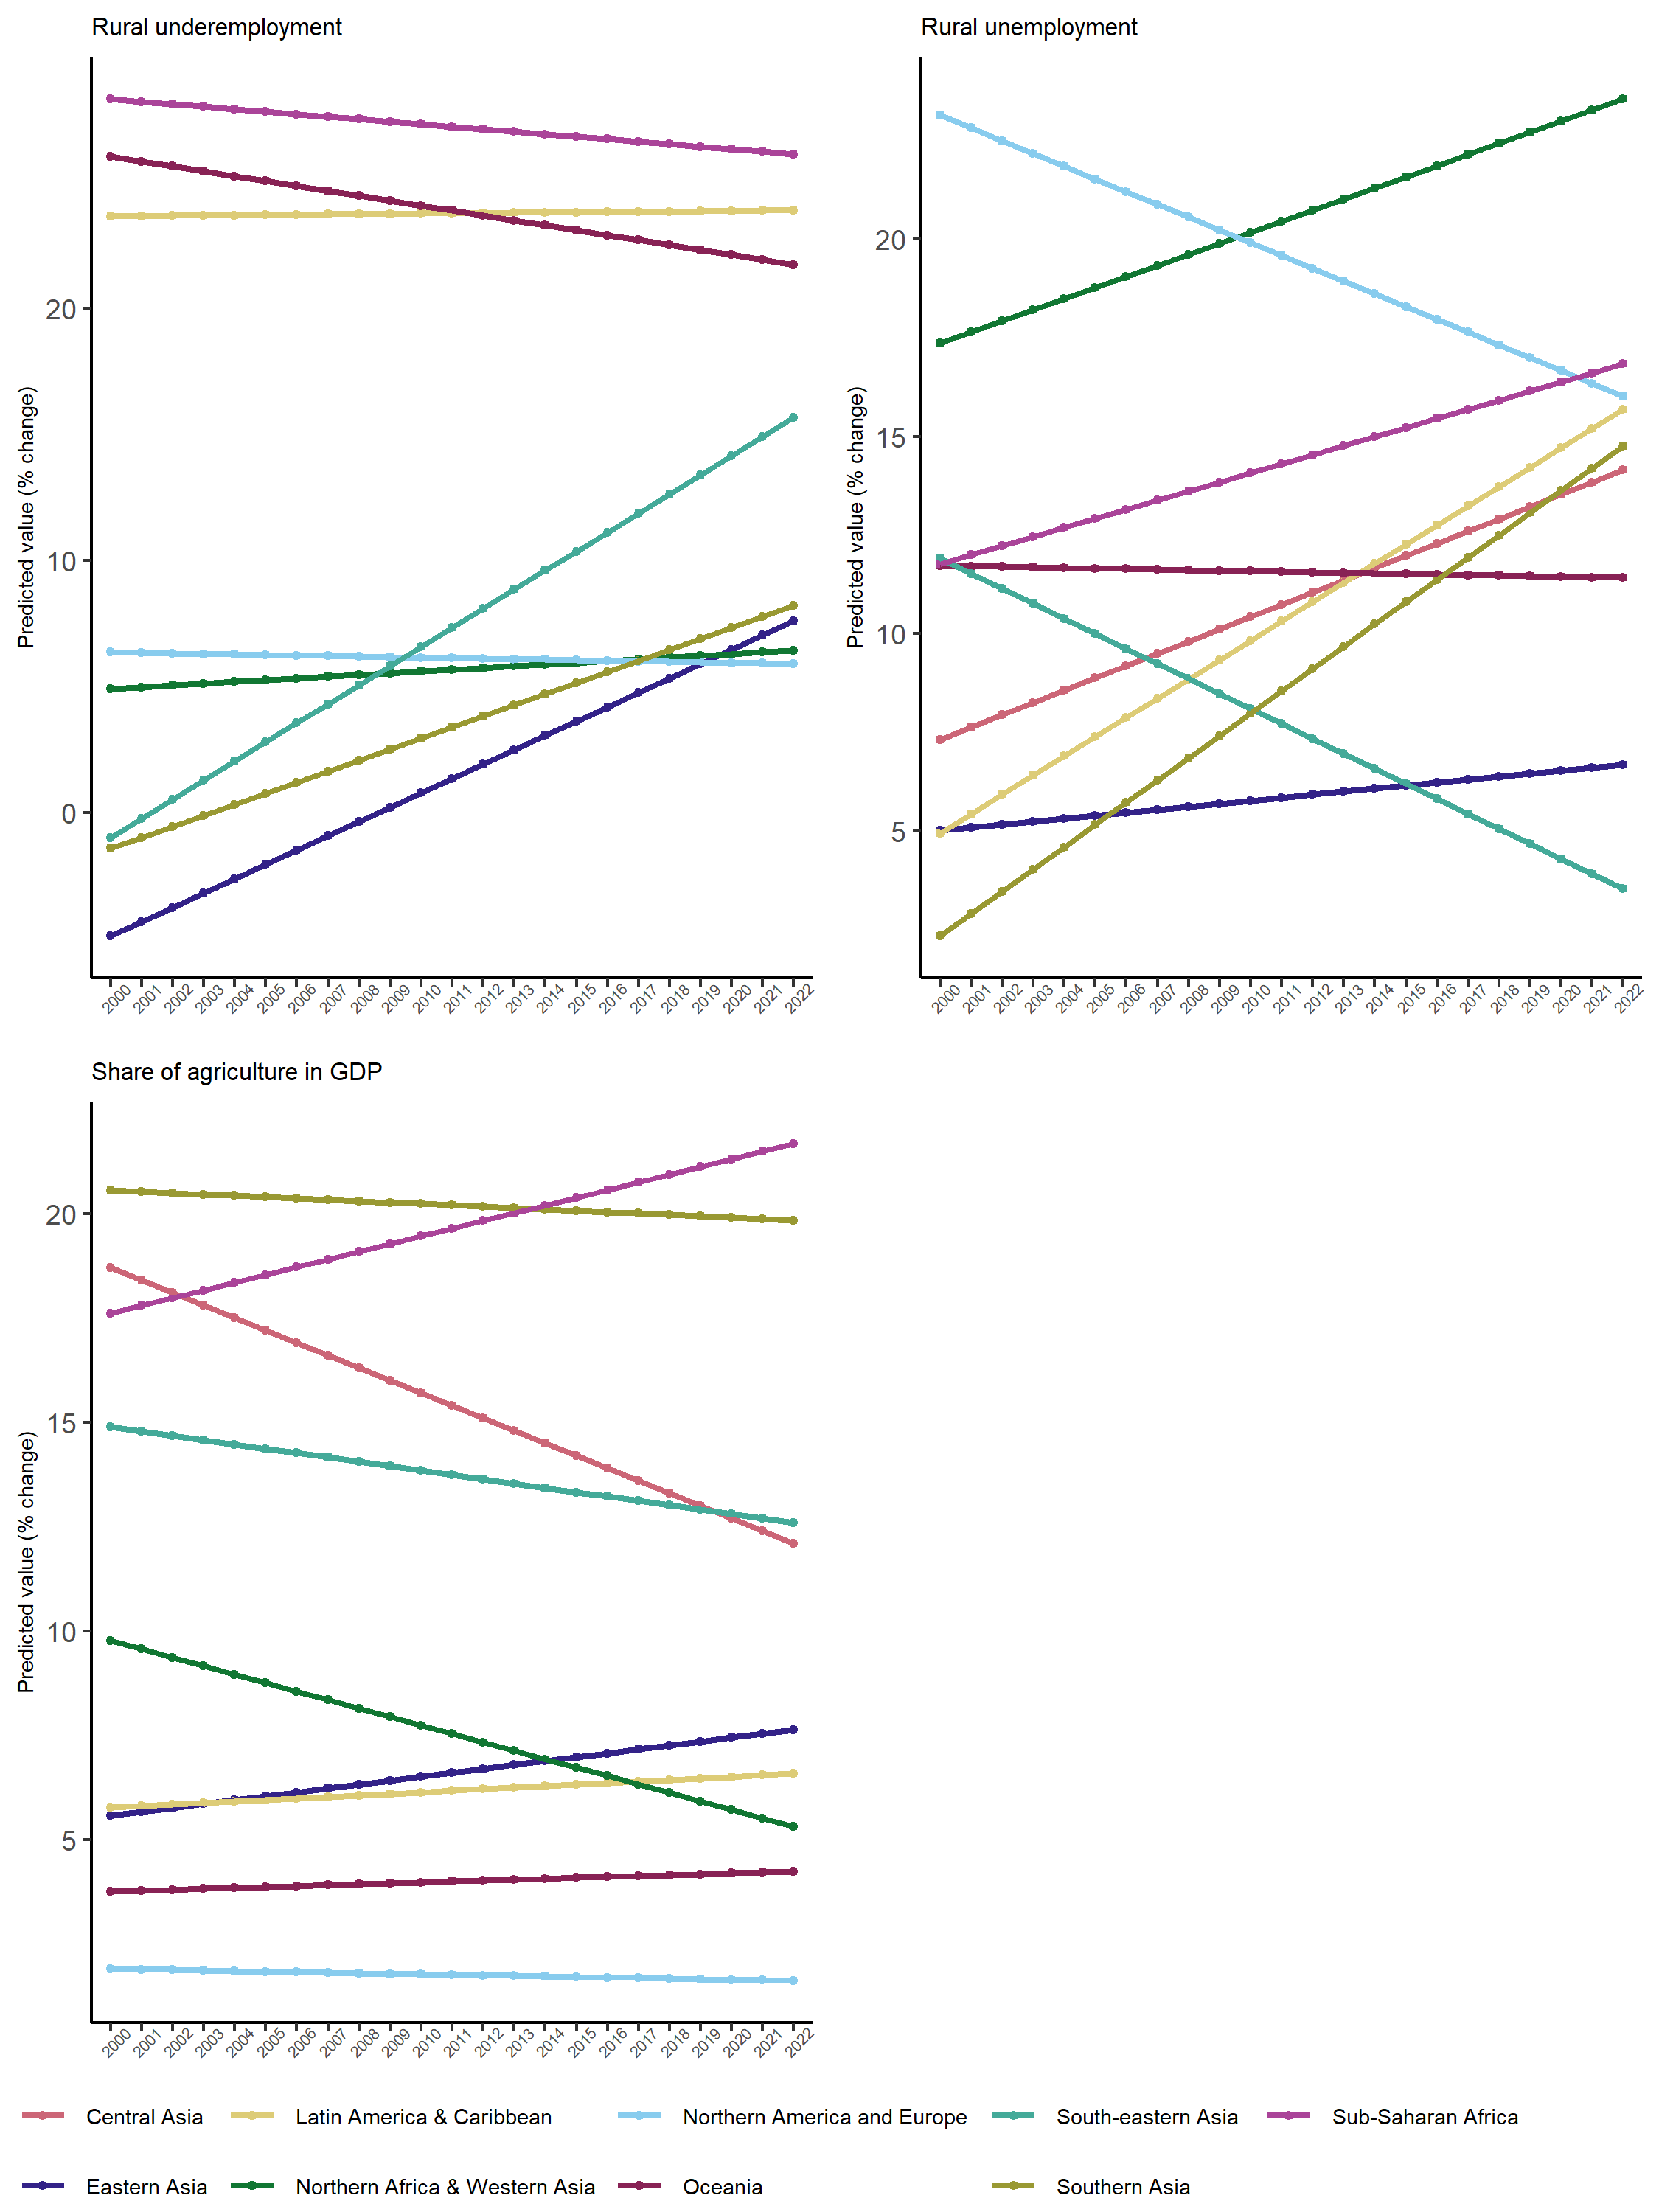 Rural underemployment
Rural unemployment
Predicted value (% change)
20
10
0
2000 2001 2002 2003 2004 2005 2006 2007 2008 2009 2010 2011 2012 2013 2014 2015 2016 2017 2018 2019 2020 2021 2022
Predicted value (% change)
20
15
10
5
2000 2001 2002 2003 2004 2005 2006 2007 2008 2009 2010 2011 2012 2013 2014 2015 2016 2017 2018 2019 2020 2021 2022
Share of agriculture in GDP
Predicted value (% change)
20
15
10
5
2000 2001 2002 2003 2004 2005 2006 2007 2008 2009 2010 2011 2012 2013 2014 2015 2016 2017 2018 2019 2020 2021 2022
Central Asia Latin America & Caribbean Northern America and Europe South-eastern Asia Sub-Saharan Africa
Eastern Asia Northern Africa & Western Asia Oceania Southern Asia